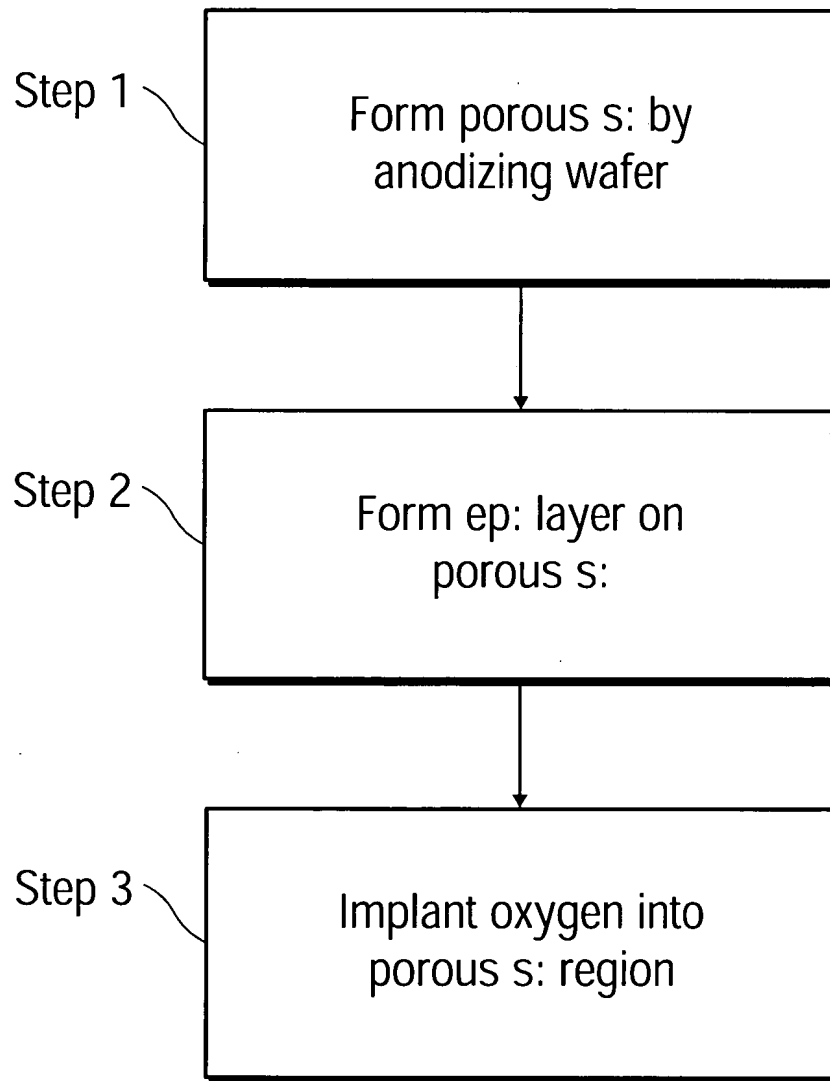 Step 1
Form porous s: by
anodizing wafer
Step 2
Form ep: layer on
porous s:
Step 3
Implant oxygen into
porous s: region